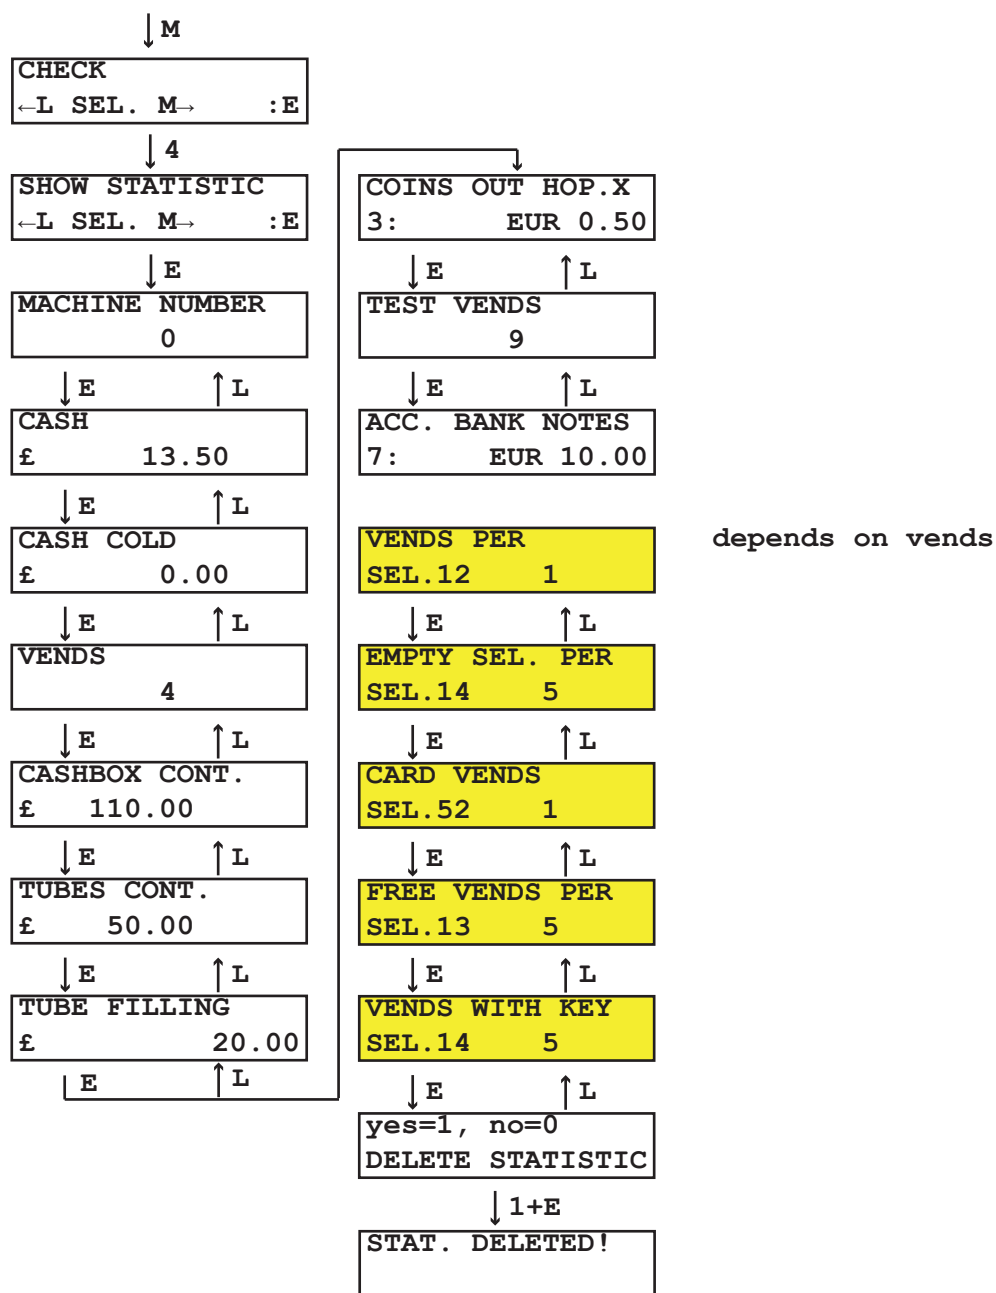 M
CHECK
←L SEL. M→ :E
4
SHOW STATISTIC
←L SEL. M→ :E
E
MACHINE NUMBER
0
E L
CASH
£ 13.50
E L
CASH COLD
£ 0.00
E L
VENDS
4
E L
CASHBOX CONT.
£ 110.00
E L
TUBES CONT.
£ 50.00
E L
TUBE FILLING
£ 20.00
E L
COINS OUT HOP.X
3: EUR 0.50
E L
TEST VENDS
9
E L
ACC. BANK NOTES
7: EUR 10.00
VENDS PER
SEL.12 1
depends on vends
E L
EMPTY SEL. PER
SEL.14 5
E L
CARD VENDS
SEL.52 1
E L
FREE VENDS PER
SEL.13 5
E L
VENDS WITH KEY
SEL.14 5
E L
yes=1, no=0
DELETE STATISTIC
1+E
STAT. DELETED!